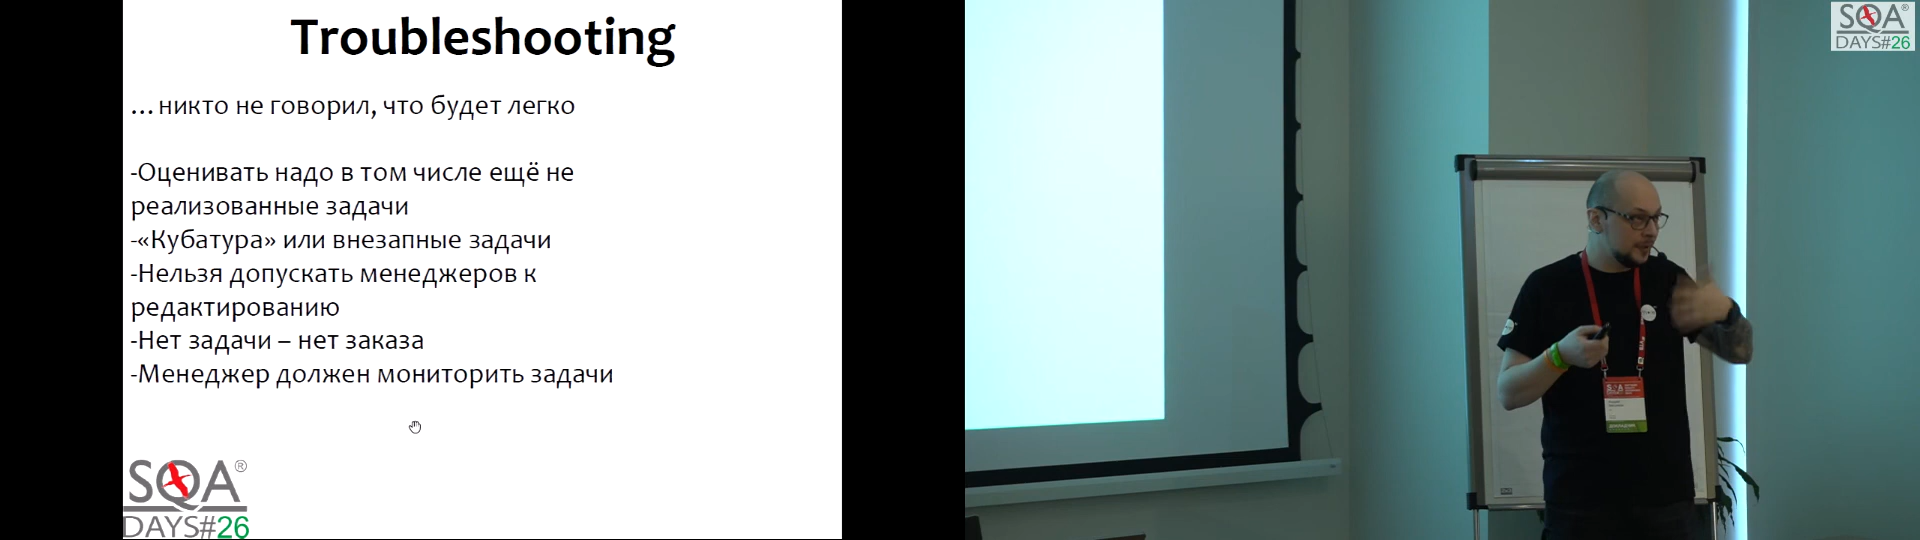 Troubleshooting
…никто не говорил, что будет легко
-Оценивать надо в том числе ещё не
реализованные задачи
-«Кубатура» или внезапные задачи
-Нельзя допускать менеджеров к
редактированию
-Нет задачи – нет заказа
-Менеджер должен мониторить задачи
SQA®
DAYS#26
SQA®
DAYS#26
SQA